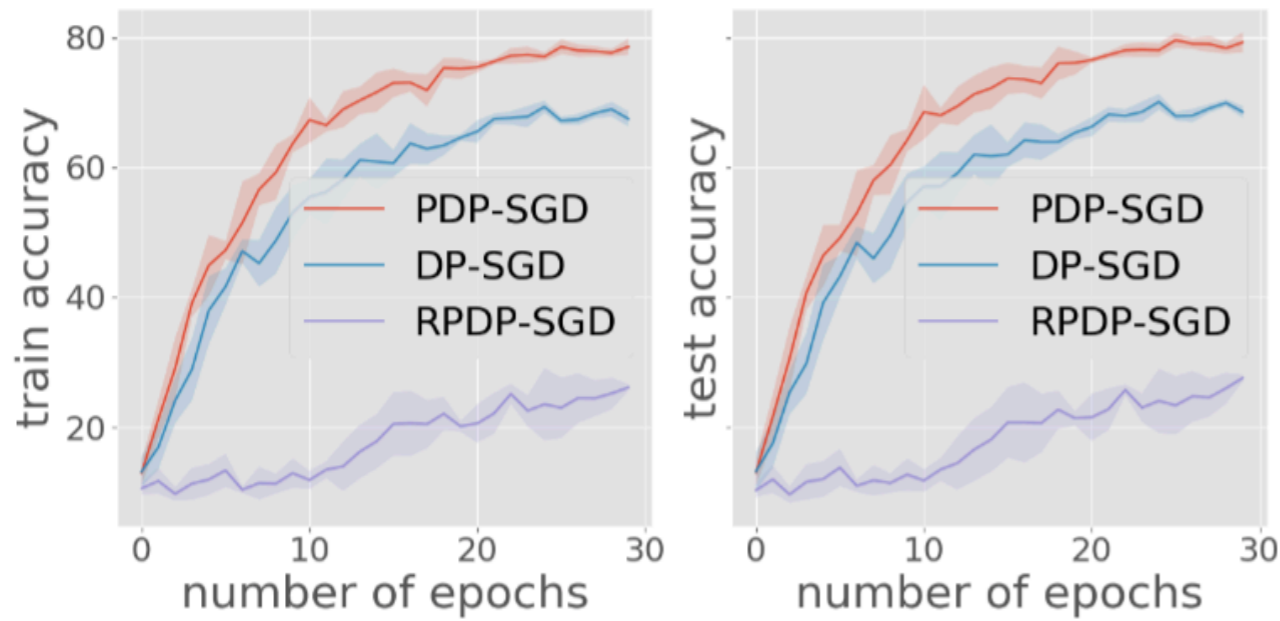 train accuracy
80
60
40
20
PDP-SGD
DP-SGD
RPDP-SGD
0 10 20 30
number of epochs
test accuracy
PDP-SGD
DP-SGD
RPDP-SGD
0 10 20 30
number of epochs